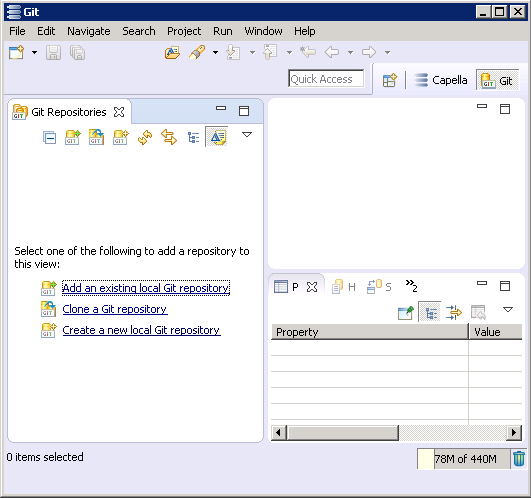 Git
File Edit Navigate Search Project Run Window Help
Quick Access
Capella
Git
Git Repositories
Select one of the following to add a repository to
this view:
Add an existing local Git repository
Clone a Git repository
Create a new local Git repository
P H S »2
Property Value
0 items selected
78M of 440M